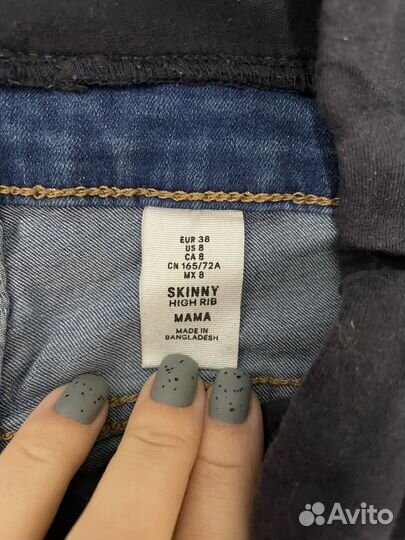 EUR 38
US 8
CA 8
CN 165/72A
MX 8
SKINNY
HIGH RIB
MAMA
MADE IN
BANGLADESH
Avito